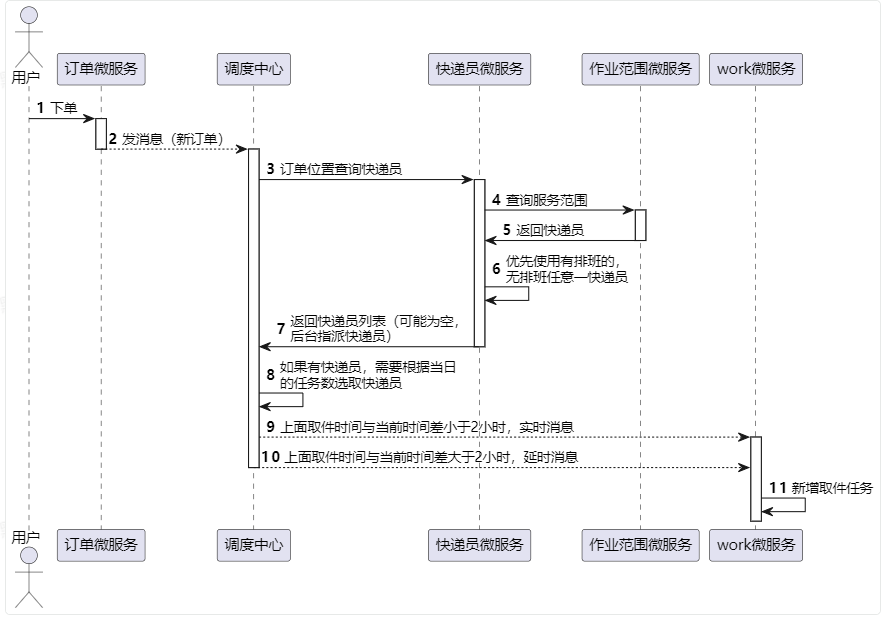 用户
订单微服务
调度中心
快递员微服务
作业范围微服务
work微服务
1 下单
2 发消息（新订单）
3 订单位置查询快递员
4 查询服务范围
5 返回快递员
6 优先使用有排班的，
无排班任意一快递员
7 返回快递员列表（可能为空，
后台指派快递员）
8 如果有快递员，需要根据当日
的任务数选取快递员
9 上面取件时间与当前时间差小于2小时，实时消息
10 上面取件时间与当前时间差大于2小时，延时消息
11 新增取件任务
用户
订单微服务
调度中心
快递员微服务
作业范围微服务
work微服务